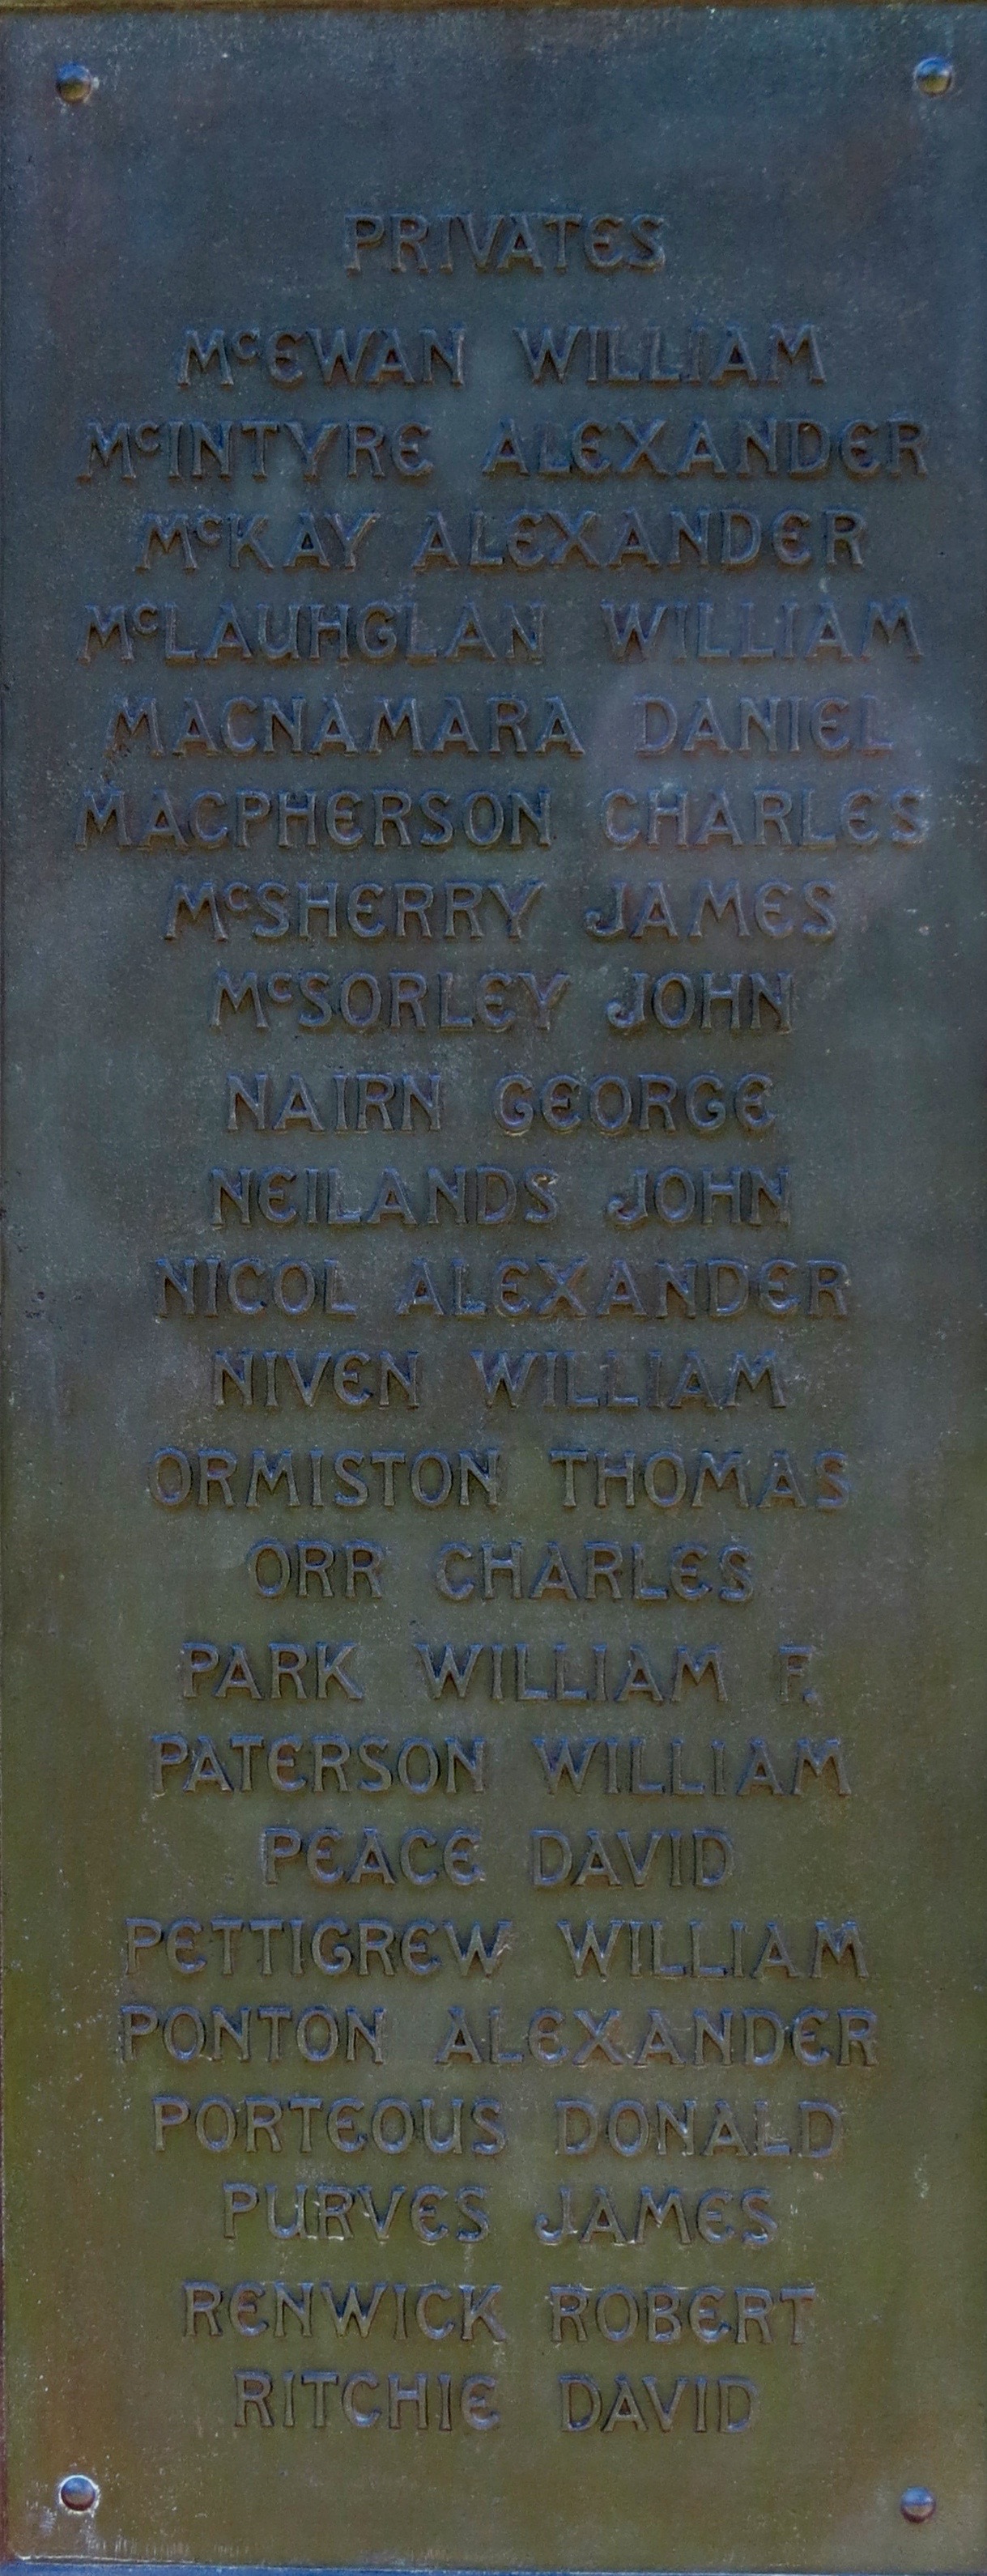 PRIVATES
McEWAN WILLIAM
McINTYRE ALEXANDER
McKAY ALEXANDER
McLAUHGLAN WILLIAM
MACNAMARA DANIEL
MACPHERSON CHARLES
McSHERRY JAMES
McSORLEY JOHN
NAIRN GEORGE
NEILANDS JOHN
NICOL ALEXANDER
NIVEN WILLIAM
ORMISTON THOMAS
ORR CHARLES
PARK WILLIAM F.
PATERSON WILLIAM
PEACE DAVID
PETTIGREW WILLIAM
PONTON ALEXANDER
PORTEOUS DONALD
PURVES JAMES
RENWICK ROBERT
RITCHIE DAVID